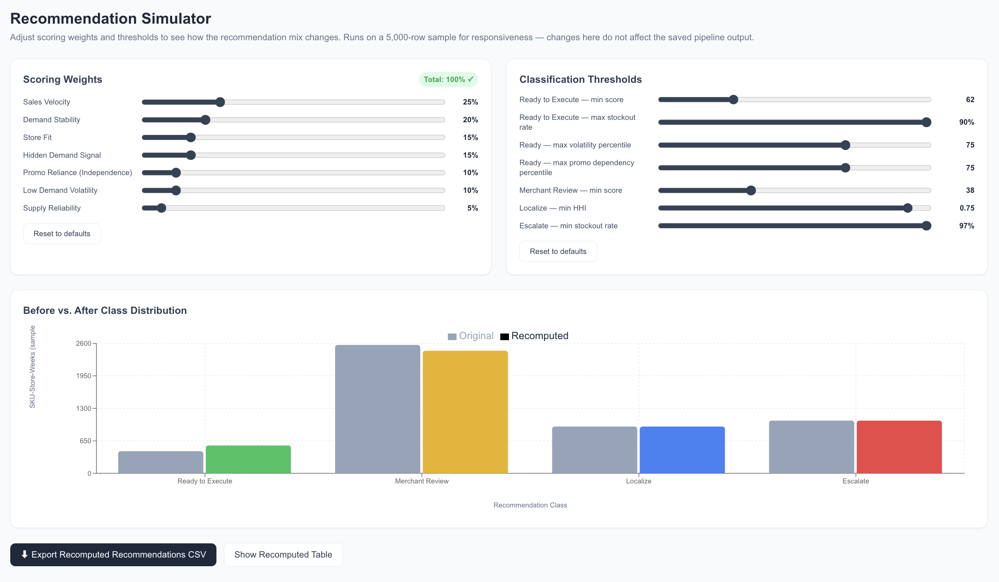 Recommendation Simulator
Adjust scoring weights and thresholds to see how the recommendation mix changes. Runs on a 5,000-row sample for responsiveness — changes here do not affect the saved pipeline output.
Scoring Weights
Total: 100% ✓
Sales Velocity
25%
Demand Stability
20%
Store Fit
15%
Hidden Demand Signal
15%
Promo Reliance (Independence)
10%
Low Demand Volatility
10%
Supply Reliability
5%
Reset to defaults
Classification Thresholds
Ready to Execute — min score
62
Ready to Execute — max stockout
rate
90%
Ready — max volatility percentile
75
Ready — max promo dependency
percentile
75
Merchant Review — min score
38
Localize — min HHI
0.75
Escalate — min stockout rate
97%
Reset to defaults
Before vs. After Class Distribution
Original
Recomputed
SKU-Store-Weeks (sample
2600
1950
1300
650
0
Ready to Execute
Merchant Review
Localize
Escalate
Recommendation Class
⬇ Export Recomputed Recommendations CSV
Show Recomputed Table